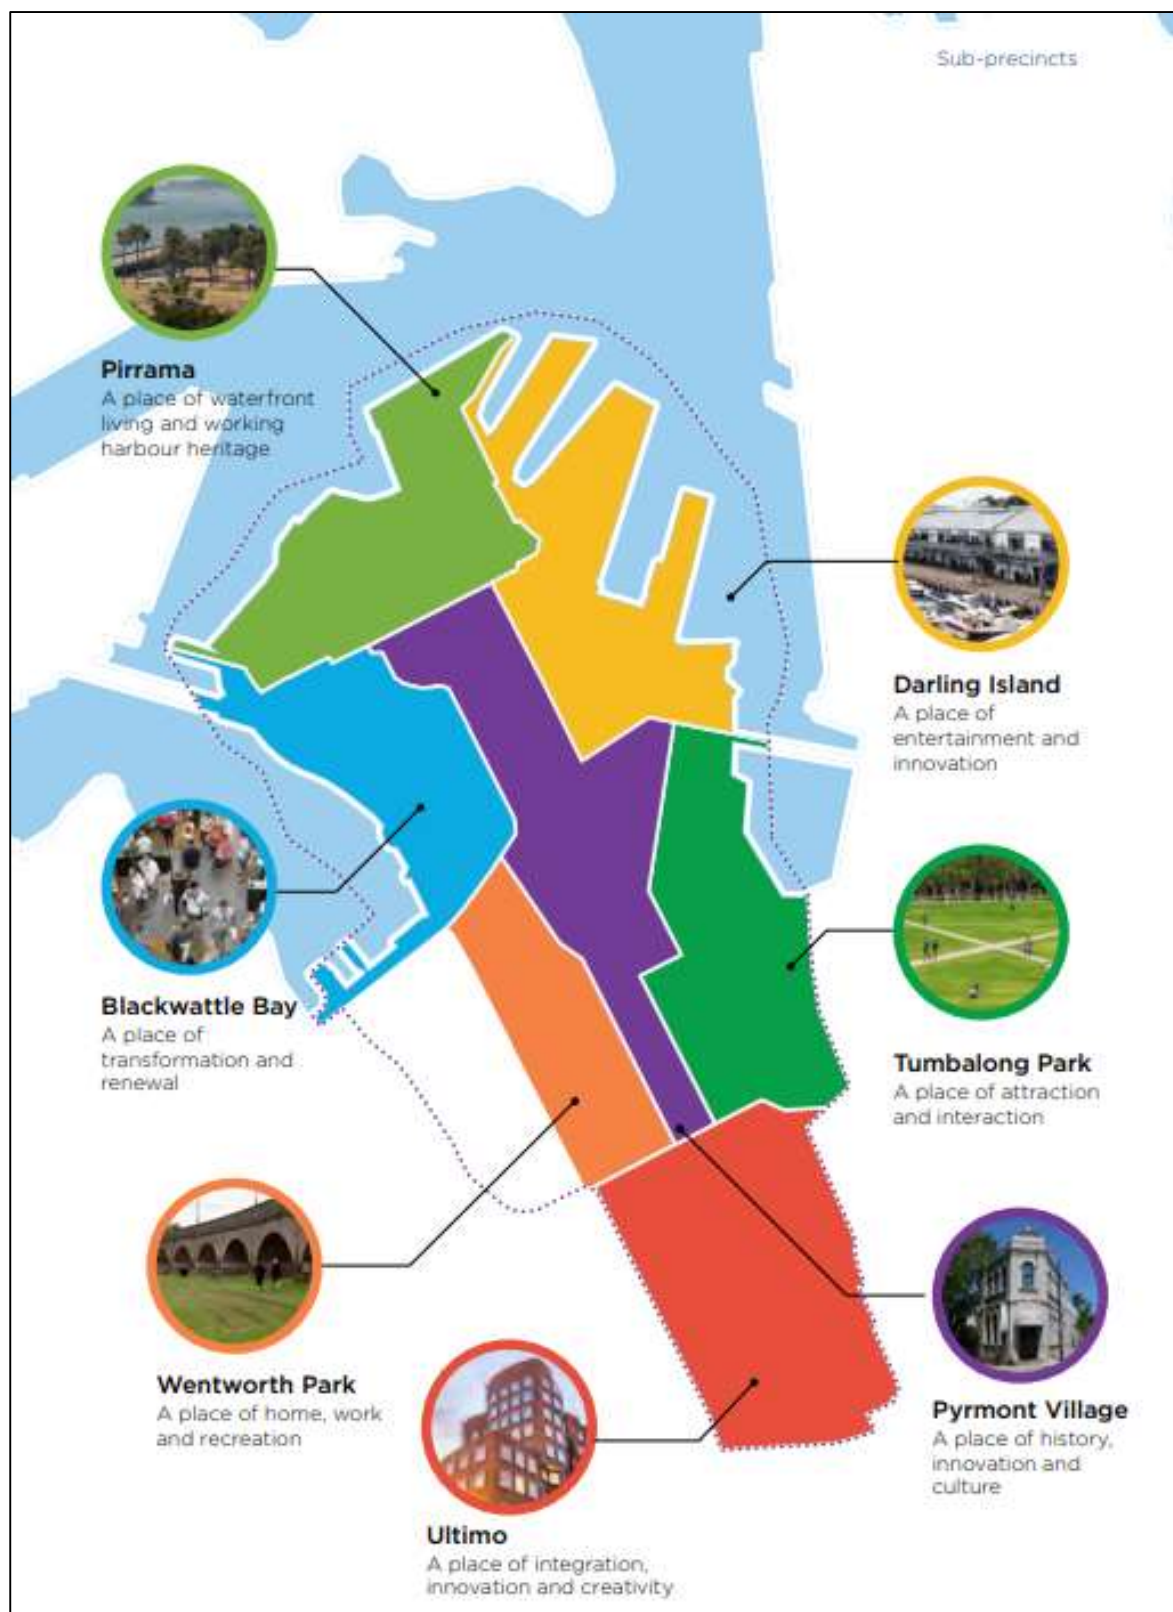 Sub-precincts
Pirrama
A place of waterfront
living and working
harbour heritage
Darling Island
A place of
entertainment and
innovation
Blackwattle Bay
A place of
transformation and
renewal
Tumbalong Park
A place of attraction
and interaction
Wentworth Park
A place of home, work
and recreation
Pyrmont Village
A place of history,
innovation and
culture
Ultimo
A place of integration,
innovation and creativity